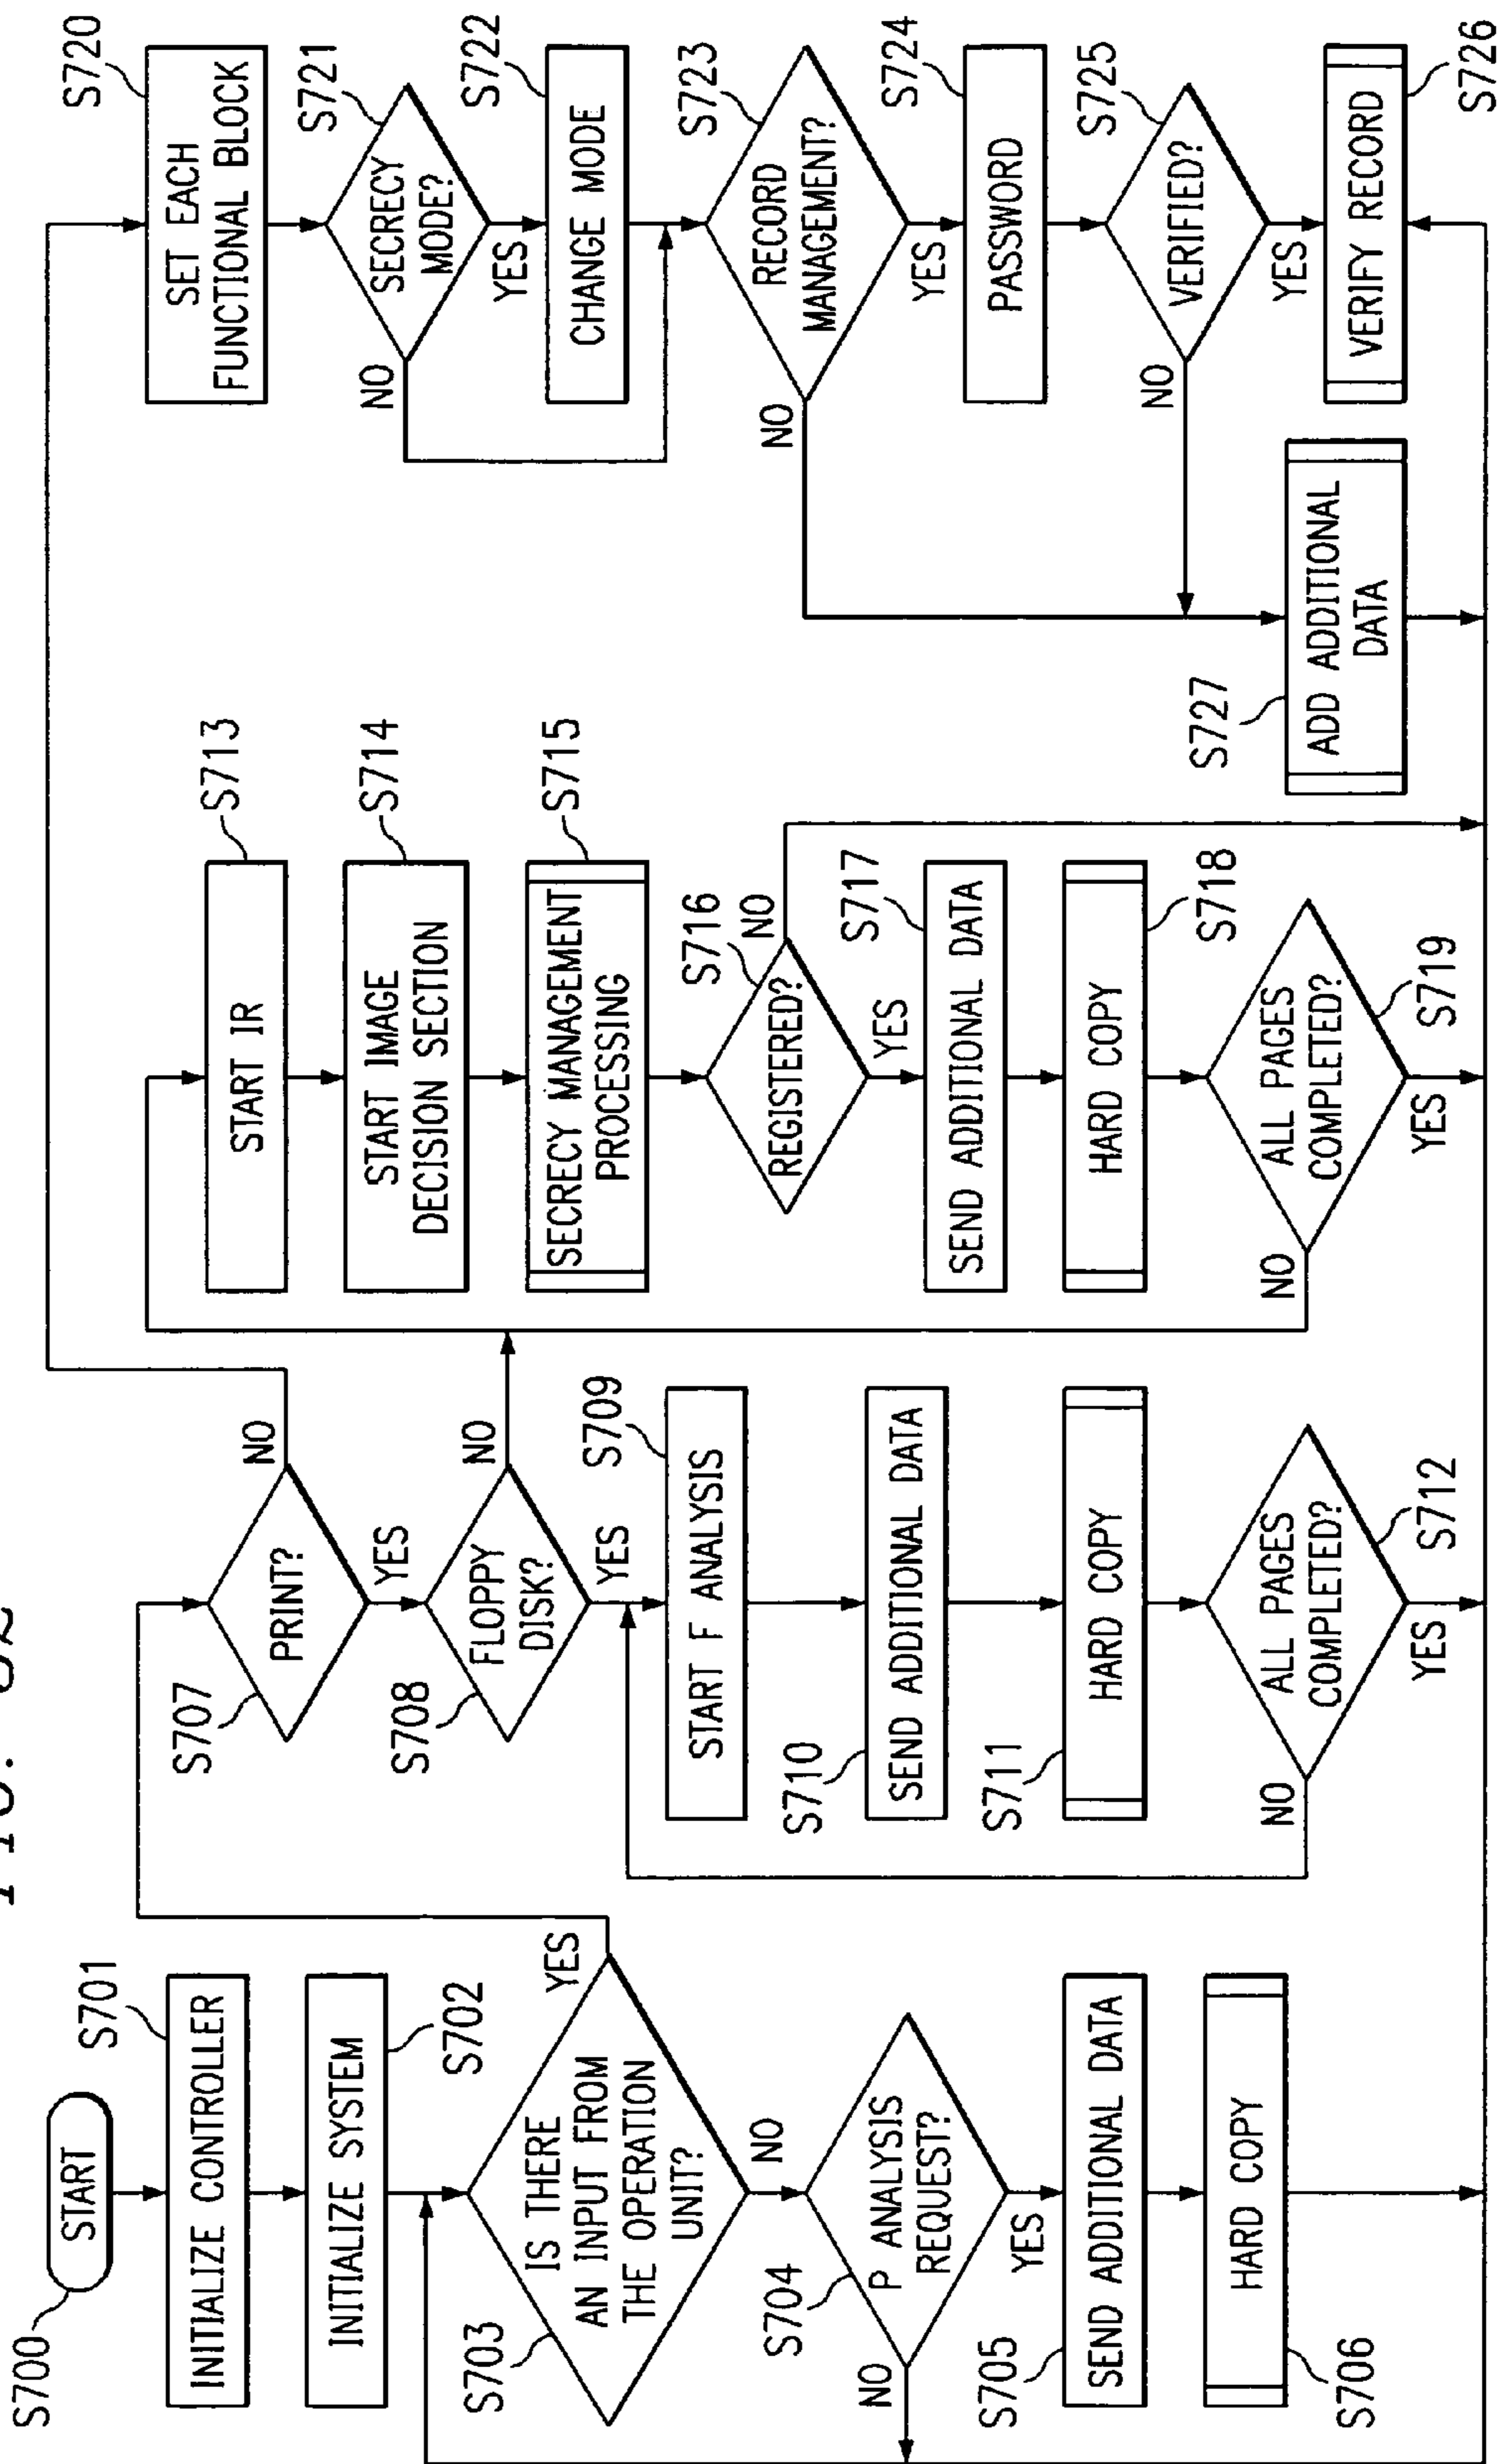 FIG.
S700
START
S701
INITIALIZE CONTROLLER
INITIALIZE SYSTEM
S702
S703
IS THERE
AN INPUT FROM
THE OPERATION
UNIT?
YES
NO
S704
P ANALYSIS
REQUEST?
NO
YES
S705
SEND ADDITIONAL DATA
HARD COPY
S706
S707
PRINT?
NO
YES
S708
FLOPPY
DISK?
NO
YES
S709
START F ANALYSIS
S710
SEND ADDITIONAL DATA
S711
HARD COPY
ALL PAGES
COMPLETED?
NO
YES
S712
START IR
S713
START IMAGE
DECISION SECTION
S714
SECRECY MANAGEMENT
PROCESSING
S715
S716
REGISTERED?
NO
YES
S717
SEND ADDITIONAL DATA
HARD COPY
S718
ALL PAGES
COMPLETED?
NO
YES
S719
S720
SET EACH
FUNCTIONAL BLOCK
S721
SECRECY
MODE?
NO
YES
S722
CHANGE MODE
S723
RECORD
MANAGEMENT?
NO
YES
S724
PASSWORD
S725
VERIFIED?
NO
YES
VERIFY RECORD
S726
S727
ADD ADDITIONAL
DATA